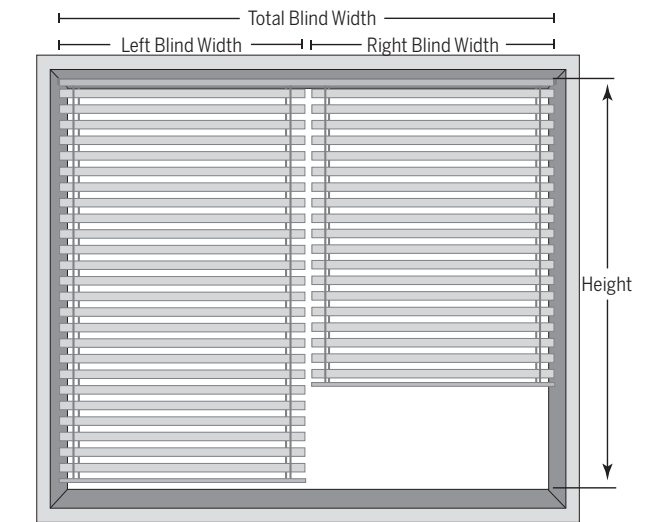 Total Blind Width
Left Blind Width
Right Blind Width
Height